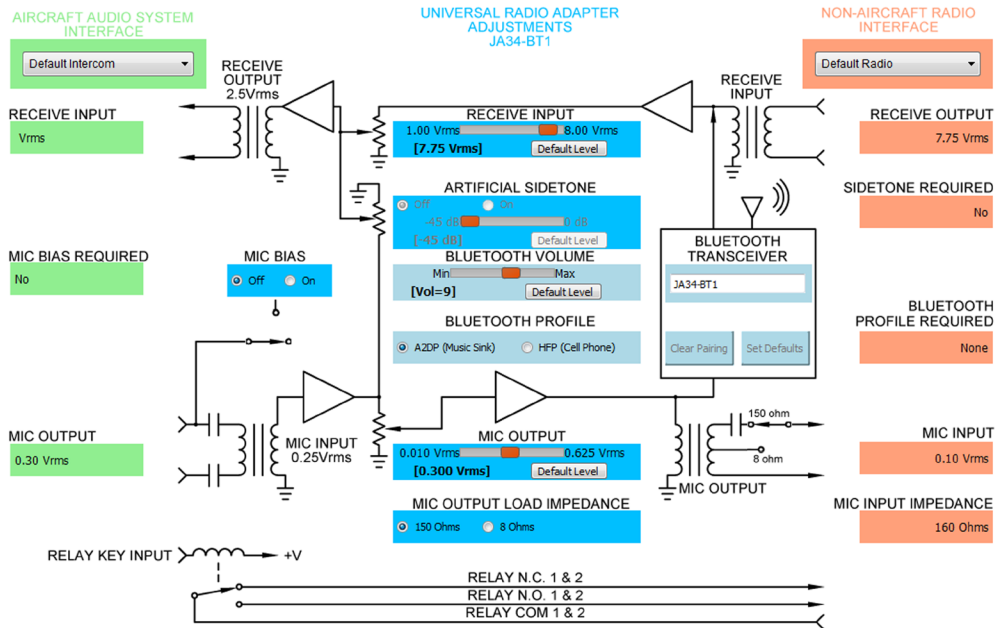 AIRCRAFT AUDIO SYSTEM
INTERFACE
Default Intercom
UNIVERSAL RADIO ADAPTER
ADJUSTMENTS
JA34-BT1
NON-AIRCRAFT RADIO
INTERFACE
Default Radio
RECEIVE
OUTPUT
2.5Vrms
RECEIVE
INPUT
RECEIVE INPUT
Vrms
RECEIVE INPUT
1.00 Vrms
8.00 Vrms
[7.75 Vrms]
Default Level
RECEIVE OUTPUT
7.75 Vrms
ARTIFICIAL SIDETONE
Off
On
-45 dB
0 dB
[-45 dB]
Default Level
SIDETONE REQUIRED
No
MIC BIAS REQUIRED
No
MIC BIAS
Off
On
BLUETOOTH VOLUME
Min
Max
[Vol=9]
Default Level
BLUETOOTH
TRANSCEIVER
JA34-BT1
Clear Pairing
Set Defaults
BLUETOOTH PROFILE
A2DP (Music Sink)
HFP (Cell Phone)
BLUETOOTH
PROFILE REQUIRED
None
MIC OUTPUT
0.30 Vrms
MIC INPUT
0.25Vrms
MIC OUTPUT
0.010 Vrms
0.625 Vrms
[0.300 Vrms]
Default Level
150 ohm
8 ohm
MIC OUTPUT
MIC INPUT
0.10 Vrms
MIC OUTPUT LOAD IMPEDANCE
150 Ohms
8 Ohms
MIC INPUT IMPEDANCE
160 Ohms
RELAY KEY INPUT
+V
RELAY N.C. 1 & 2
RELAY N.O. 1 & 2
RELAY COM 1 & 2